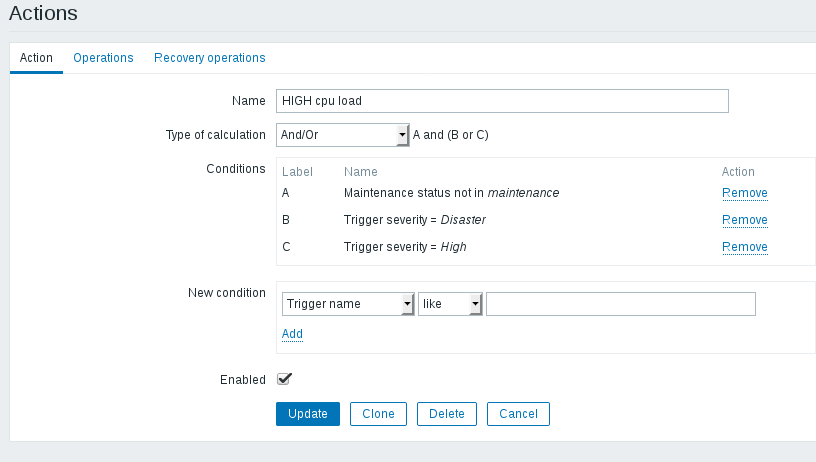 Actions
Action Operations Recovery operations
Name HIGH cpu load
Type of calculation And/Or A and (B or C)
Conditions Label Name Action
A Maintenance status not in maintenance Remove
B Trigger severity = Disaster Remove
C Trigger severity = High Remove
New condition Trigger name like
Add
Enabled
Update Clone Delete Cancel